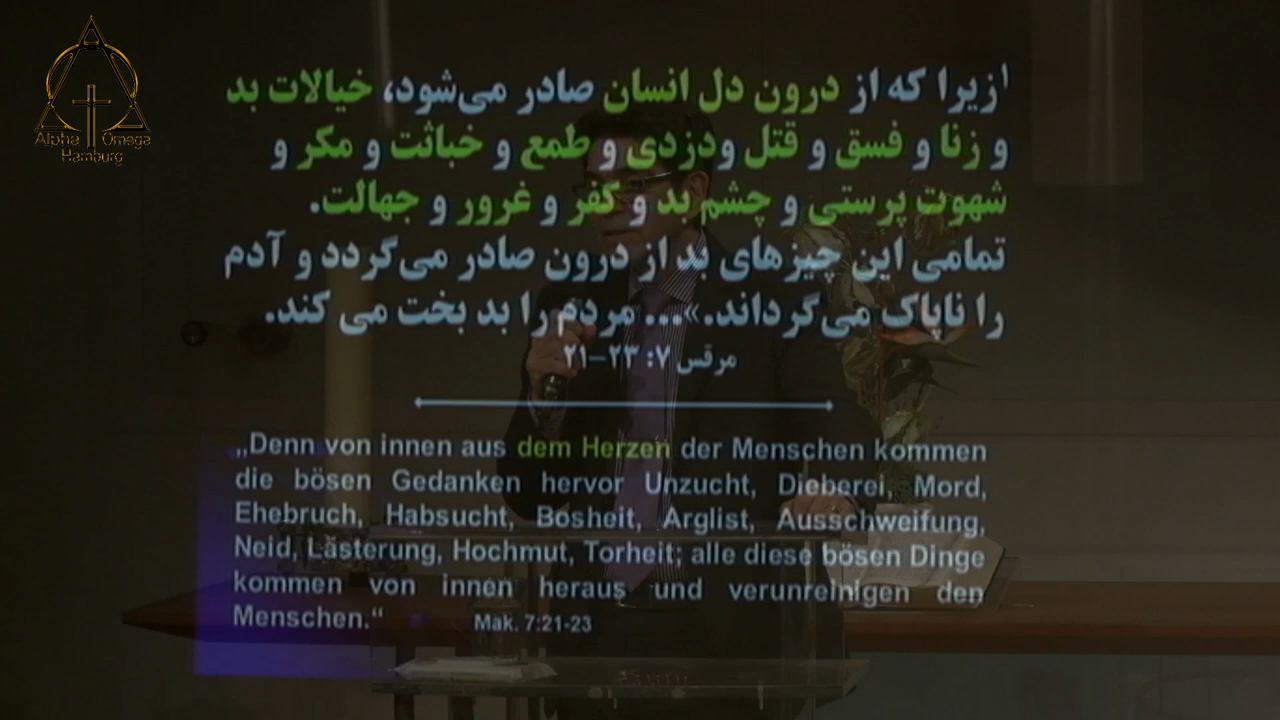 Alpha Omega
Hamburg
ازیرا که از درون دل انسان صادر می‌شود، خیالات بد
و زنا و فسق و قتل ودزدی و طمع و خباثت و مکر و
شهوت پرستی و چشم بد و کفر و غرور و جهالت.
تمامی این چیزهای بد از درون صادر می‌گردد و آدم
را ناپاک می‌گرداند.»... مردم را بد بخت می کند.
مرقس ۷: ۲۳–۲۱
„Denn von innen aus dem Herzen der Menschen kommen
die bösen Gedanken hervor Unzucht, Dieberei, Mord,
Ehebruch, Habsucht, Bosheit, Arglist, Ausschweifung,
Neid, Lästerung, Hochmut, Torheit; alle diese bösen Dinge
kommen von innen heraus und verunreinigen den
Menschen.“ Mak. 7:21-23